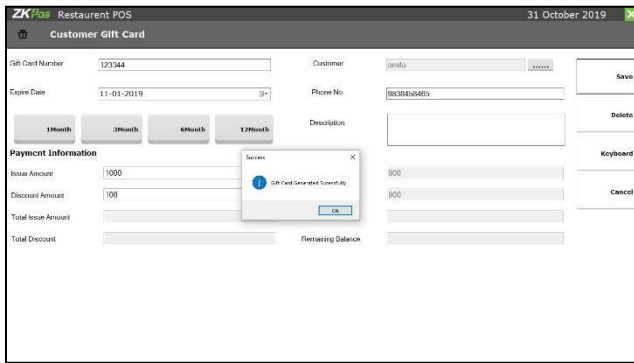 ZKPos Restaurent POS 31 October 2019 X
Customer Gift Card
Gift Card Number 123344 Customer amita ...... Save
Expire Date 11-01-2019 Phone No. 9838458465
Description Delete
1Month 3Month 6Month 12Month
Payment Information Success Keyboard
Issue Amount 1000 900
Gift Card Generated Sucessfully
Discount Amount 100 900 Cancel
OK
Total Issue Amount
Total Discount Remaining Balance